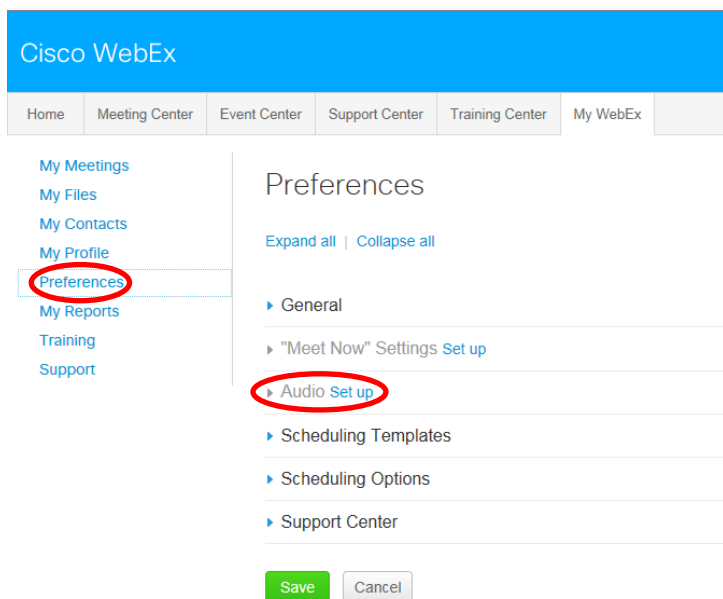 Cisco WebEx
Home Meeting Center Event Center Support Center Training Center My WebEx
My Meetings
My Files
My Contacts
My Profile
Preferences
My Reports
Training
Support
Preferences
Expand all | Collapse all
General
"Meet Now" Settings Set up
Audio Set up
Scheduling Templates
Scheduling Options
Support Center
Save Cancel